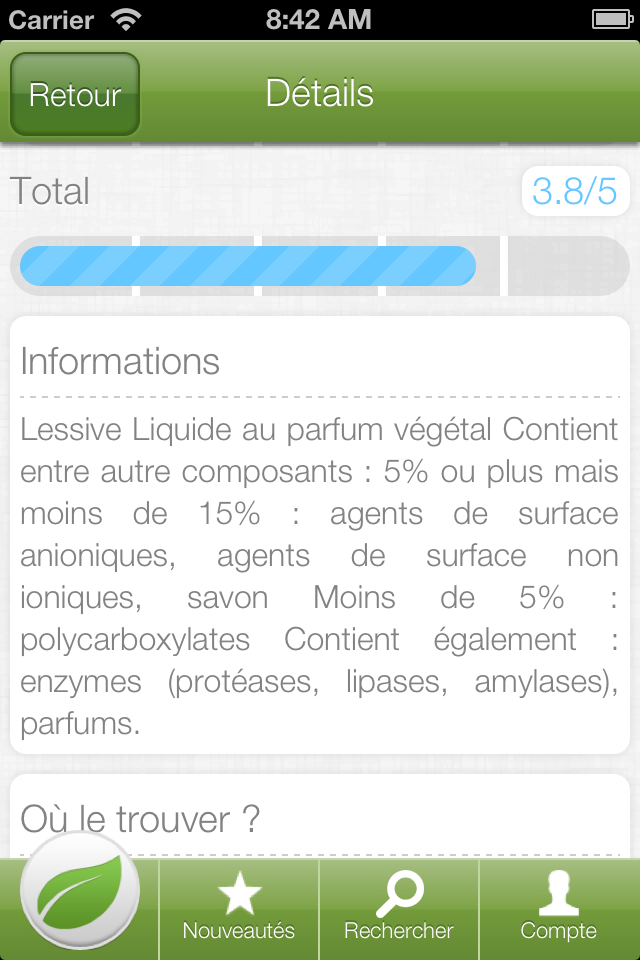 Carrier 8:42 AM
Retour Détails
Total 3.8/5
Informations
Lessive Liquide au parfum végétal Contient
entre autre composants : 5% ou plus mais
moins de 15% : agents de surface
anioniques, agents de surface non
ioniques, savon Moins de 5% :
polycarboxylates Contient également :
enzymes (protéases, lipases, amylases),
parfums.
Où le trouver ?
Nouveautés Rechercher Compte